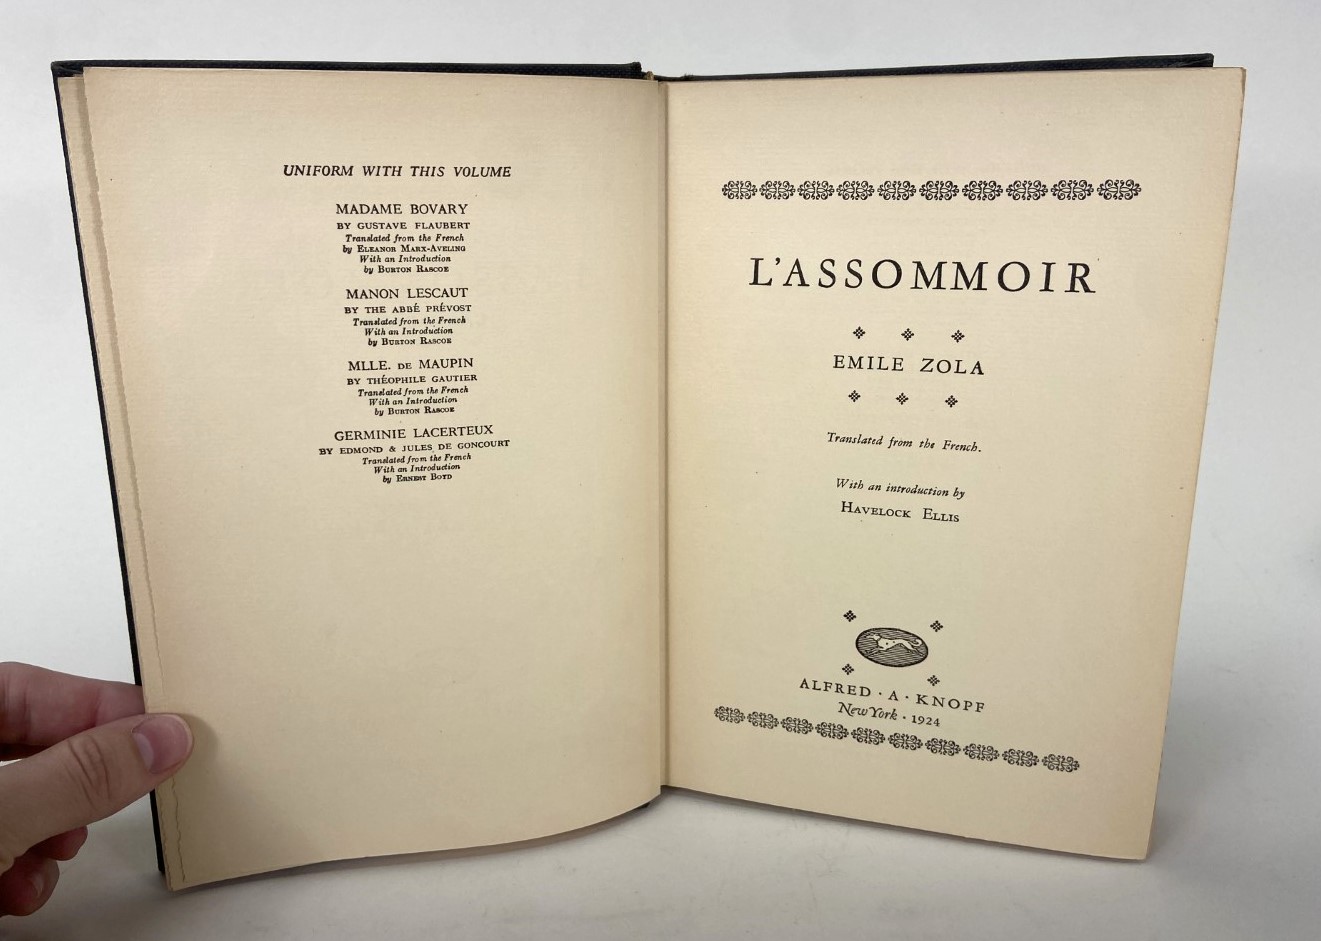 UNIFORM WITH THIS VOLUME
MADAME BOVARY
BY GUSTAVE FLAUBERT
Translated from the French
by ELEANOR MARX-AVELING
With an Introduction
by BURTON RASCOE
MANON LESCAUT
BY THE ABBÉ PRÉVOST
Translated from the French
With an Introduction
by BURTON RASCOE
MLLE. DE MAUPIN
BY THÉOPHILE GAUTIER
Translated from the French
With an Introduction
by BURTON RASCOE
GERMINIE LACERTEUX
BY EDMOND & JULES DE GONCOURT
Translated from the French
With an Introduction
by ERNEST BOYD
L'ASSOMMOIR
EMILE ZOLA
Translated from the French.
With an introduction by
HAVELOCK ELLIS
ALFRED · A · KNOPF
New York · 1924